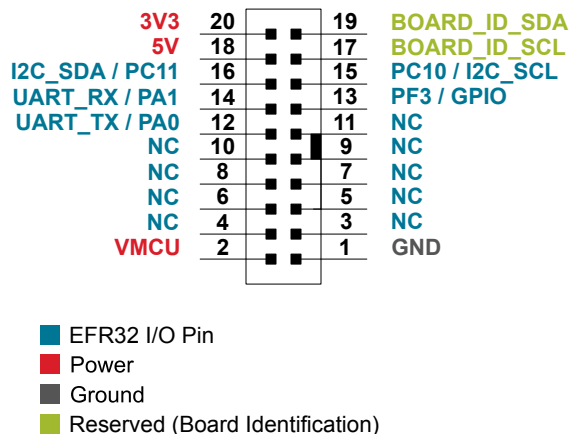 3V3 20 19 BOARD_ID_SDA
5V 18 17 BOARD_ID_SCL
I2C_SDA / PC11 16 15 PC10 / I2C_SCL
UART_RX / PA1 14 13 PF3 / GPIO
UART_TX / PA0 12 11 NC
NC 10 9 NC
NC 8 7 NC
NC 6 5 NC
NC 4 3 NC
VMCU 2 1 GND
EFR32 I/O Pin
Power
Ground
Reserved (Board Identification)